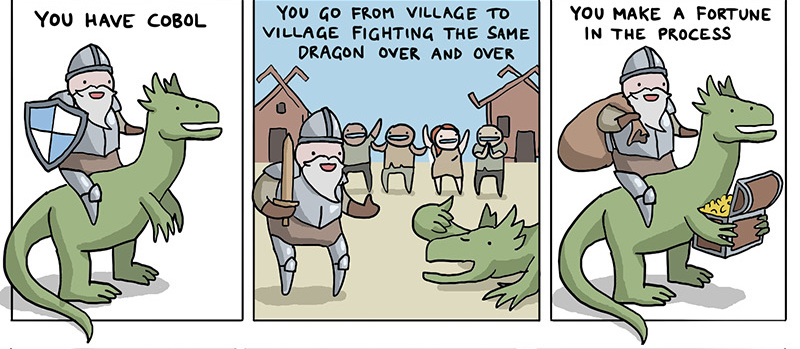 YOU HAVE COBOL
YOU GO FROM VILLAGE TO
VILLAGE FIGHTING THE SAME
DRAGON OVER AND OVER
YOU MAKE A FORTUNE
IN THE PROCESS